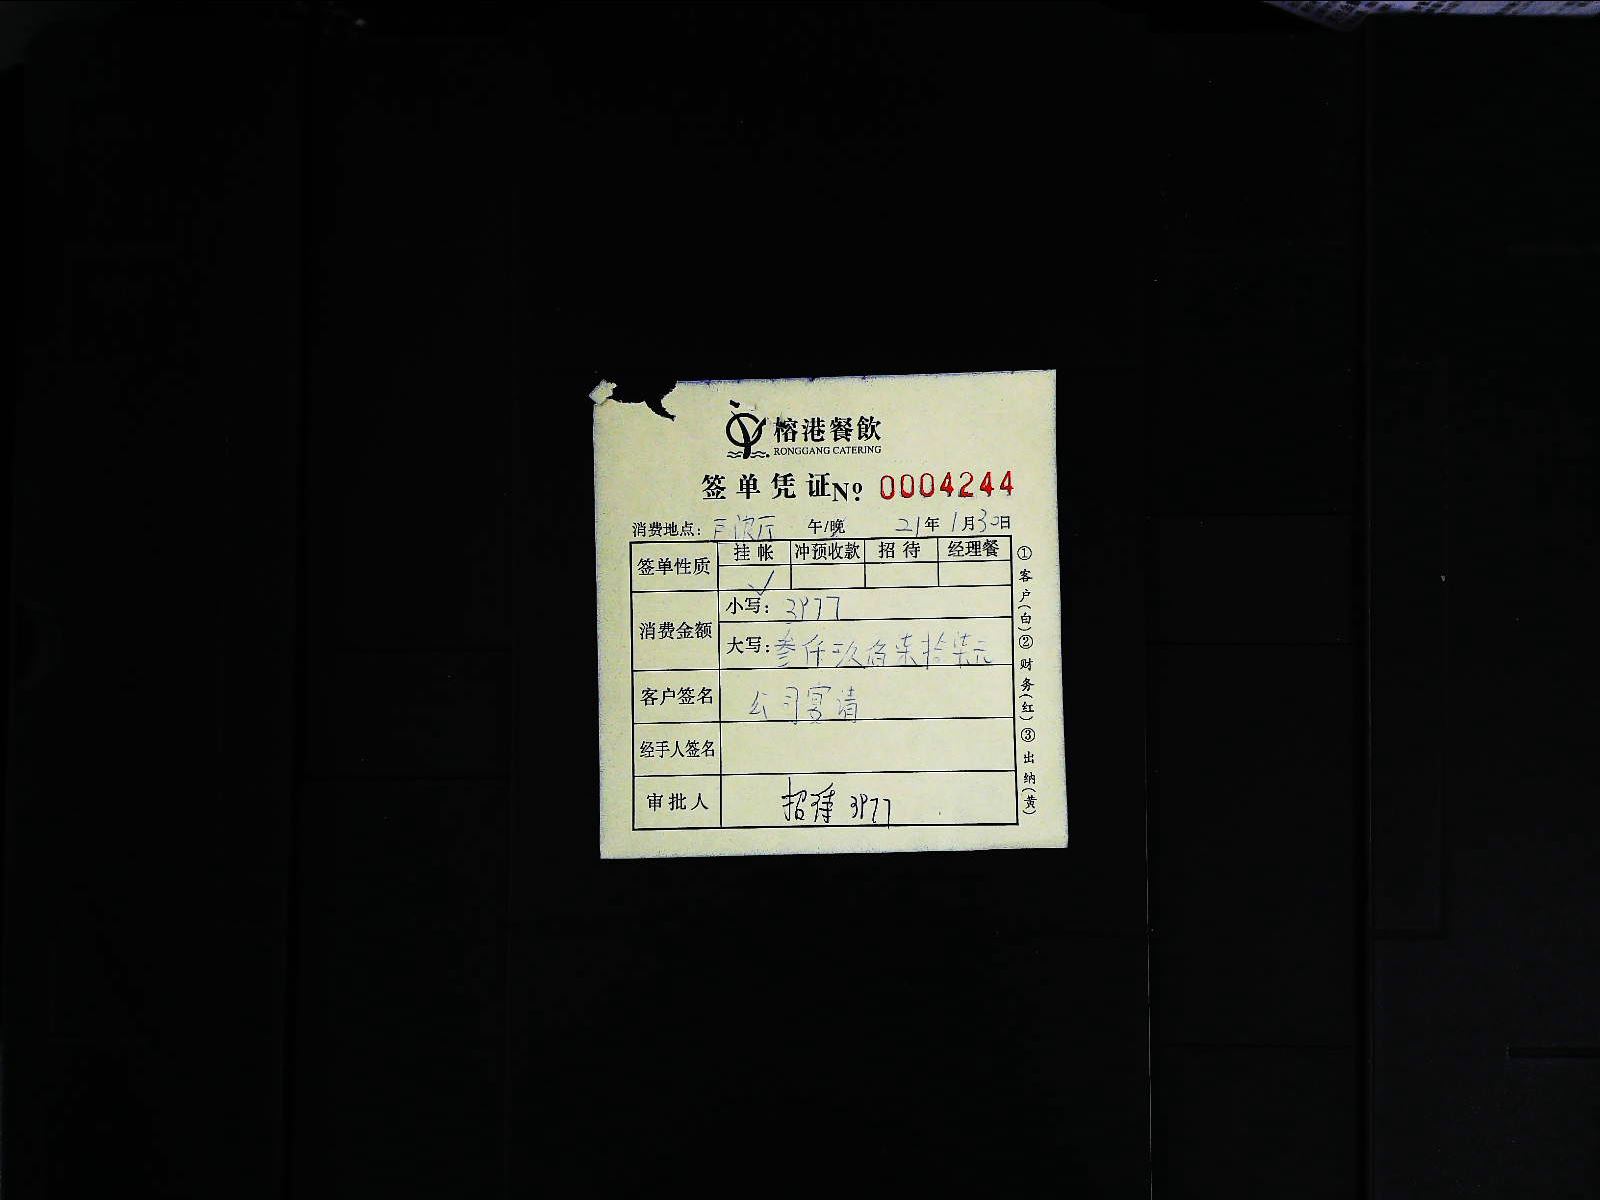 榕港餐飲
RONGGANG CATERING
签单凭证 № 0004244
消费地点: 厅 午/晚 21年1月30日
签单性质 挂帐 冲预收款 招待 经理餐
✓
消费金额 小写: 3977
大写: 叁仟玖佰柒拾柒元
客户签名 公司宴请
经手人签名
审批人 招待 3977
①客户(白)②财务(红)③出纳(黄)